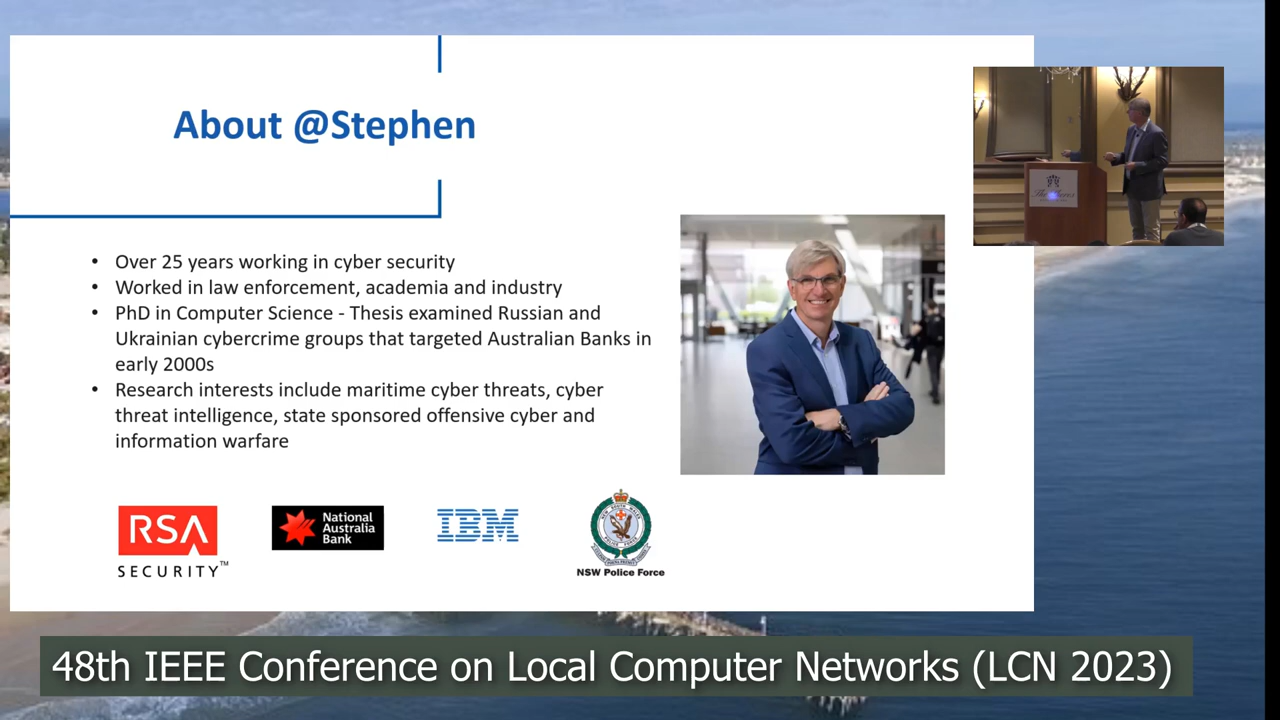 About @Stephen
• Over 25 years working in cyber security
• Worked in law enforcement, academia and industry
• PhD in Computer Science - Thesis examined Russian and
Ukrainian cybercrime groups that targeted Australian Banks in
early 2000s
• Research interests include maritime cyber threats, cyber
threat intelligence, state sponsored offensive cyber and
information warfare
RSA
SECURITY™
National
Australia
Bank
IBM
NSW Police Force
48th IEEE Conference on Local Computer Networks (LCN 2023)